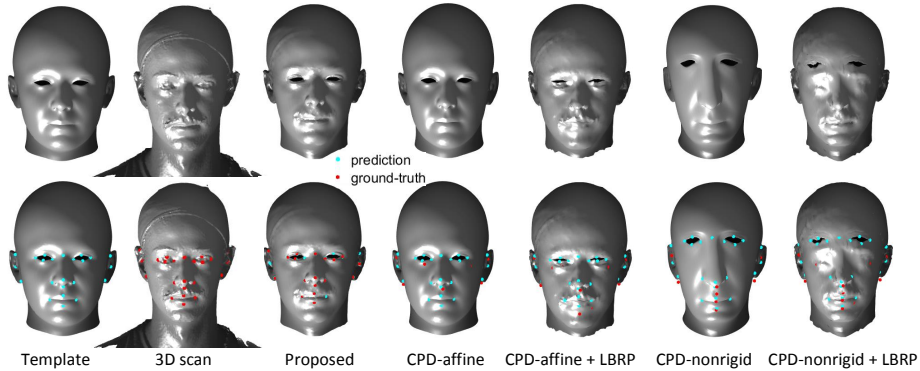 prediction
ground-truth
Template 3D scan Proposed CPD-affine CPD-affine + LBRP CPD-nonrigid CPD-nonrigid + LBRP